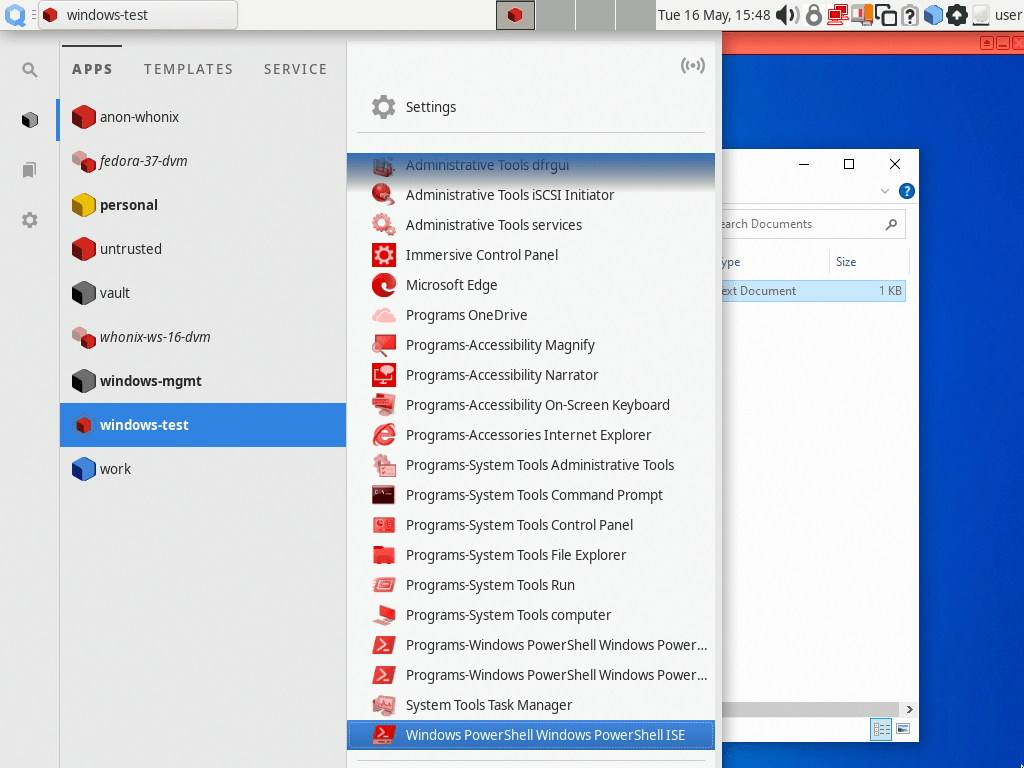 windows-test
Tue 16 May, 15:48
user
APPS TEMPLATES SERVICE
anon-whonix
fedora-37-dvm
personal
untrusted
vault
whonix-ws-16-dvm
windows-mgmt
windows-test
work
Settings
Administrative Tools dfrgui
Administrative Tools iSCSI Initiator
Administrative Tools services
Immersive Control Panel
Microsoft Edge
Programs OneDrive
Programs-Accessibility Magnify
Programs-Accessibility Narrator
Programs-Accessibility On-Screen Keyboard
Programs-Accessories Internet Explorer
Programs-System Tools Administrative Tools
Programs-System Tools Command Prompt
Programs-System Tools Control Panel
Programs-System Tools File Explorer
Programs-System Tools Run
Programs-System Tools computer
Programs-Windows PowerShell Windows Power...
Programs-Windows PowerShell Windows Power...
System Tools Task Manager
Windows PowerShell Windows PowerShell ISE
earch Documents
ype Size
ext Document 1 KB